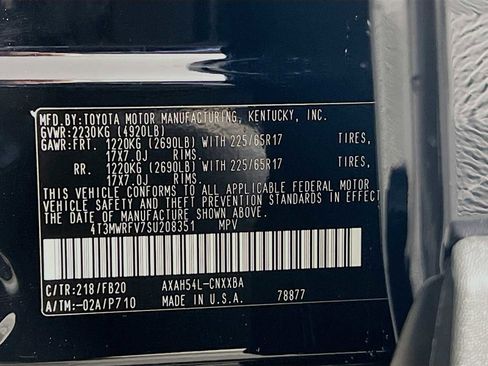 MFD.BY:TOYOTA MOTOR MANUFACTURING, KENTUCKY, INC.
GVWR:2230KG (4920LB)
GAWR:FRT. 1220KG (2690LB) WITH 225/65R17 TIRES,
17X7.0J RIMS.
RR. 1220KG (2690LB) WITH 225/65R17 TIRES,
17X7.0J RIMS.
THIS VEHICLE CONFORMS TO ALL APPLICABLE FEDERAL MOTOR
VEHICLE SAFETY AND THEFT PREVENTION STANDARDS IN EF
THE DATE OF MANUFACTURE SHOWN ABOVE.
4T3MWRFV7SU208351 MPV
C/TR:218/FB20 AXAH54L-CNXXBA
A/TM:-02A/P710 MADE IN U.S.A 78877